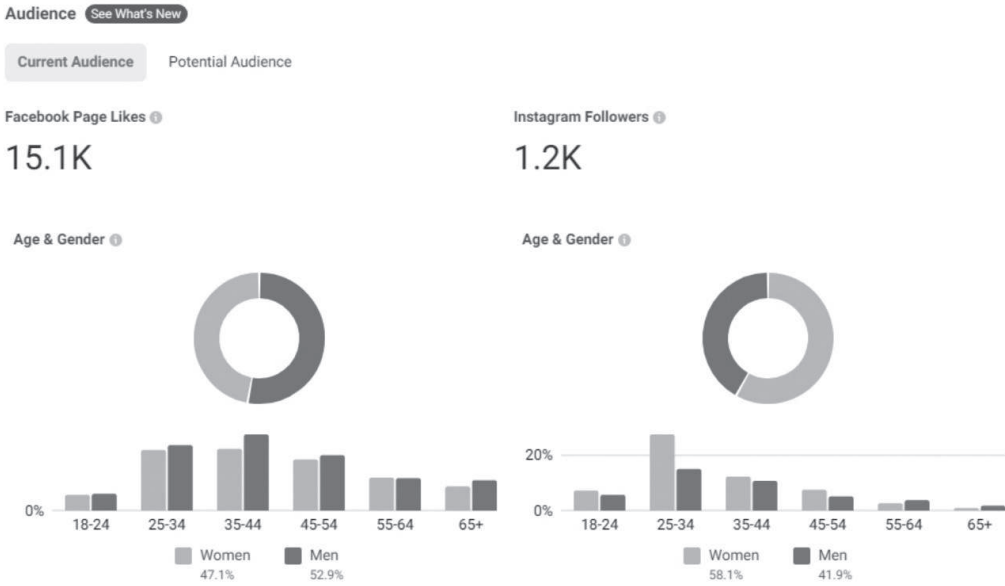 Audience See What's New
Current Audience Potential Audience
Facebook Page Likes
15.1K
Instagram Followers
1.2K
Age & Gender
0%
18-24 25-34 35-44 45-54 55-64 65+
Women Men
47.1% 52.9%
Age & Gender
20%
0%
18-24 25-34 35-44 45-54 55-64 65+
Women Men
58.1% 41.9%